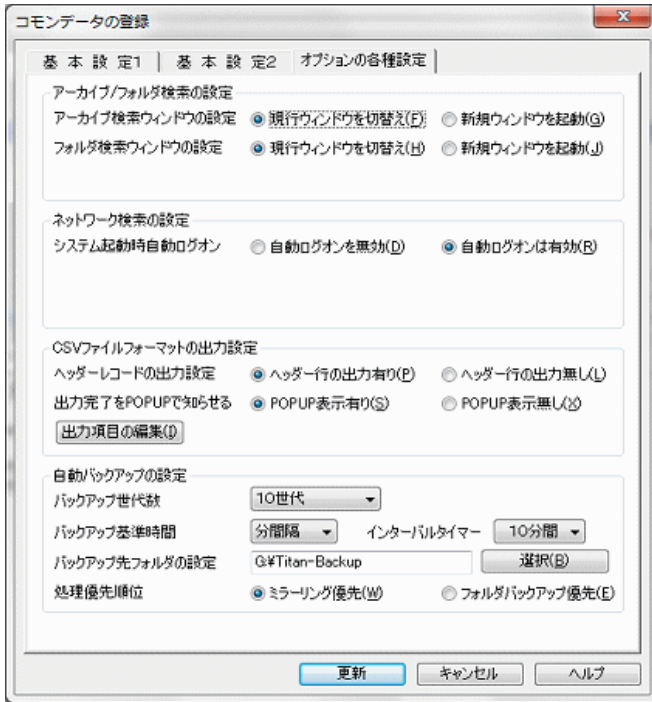 コモンデータの登録
基 本 設 定1 基 本 設 定2 オプションの各種設定
アーカイブ/フォルダ検索の設定
アーカイブ検索ウィンドウの設定 現行ウィンドウを切替え(F) 新規ウィンドウを起動(G)
フォルダ検索ウィンドウの設定 現行ウィンドウを切替え(H) 新規ウィンドウを起動(J)
ネットワーク検索の設定
システム起動時自動ログオン 自動ログオンを無効(D) 自動ログオンは有効(R)
CSVファイルフォーマットの出力設定
ヘッダーレコードの出力設定 ヘッダー行の出力有り(P) ヘッダー行の出力無し(L)
出力完了をPOPUPで知らせる POPUP表示有り(S) POPUP表示無し(X)
出力項目の編集(I)
自動バックアップの設定
バックアップ世代数 10世代
バックアップ基準時間 分間隔 インターバルタイマー 10分間
バックアップ先フォルダの設定 G:¥Titan-Backup 選択(B)
処理優先順位 ミラーリング優先(W) フォルダバックアップ優先(E)
更新 キャンセル ヘルプ